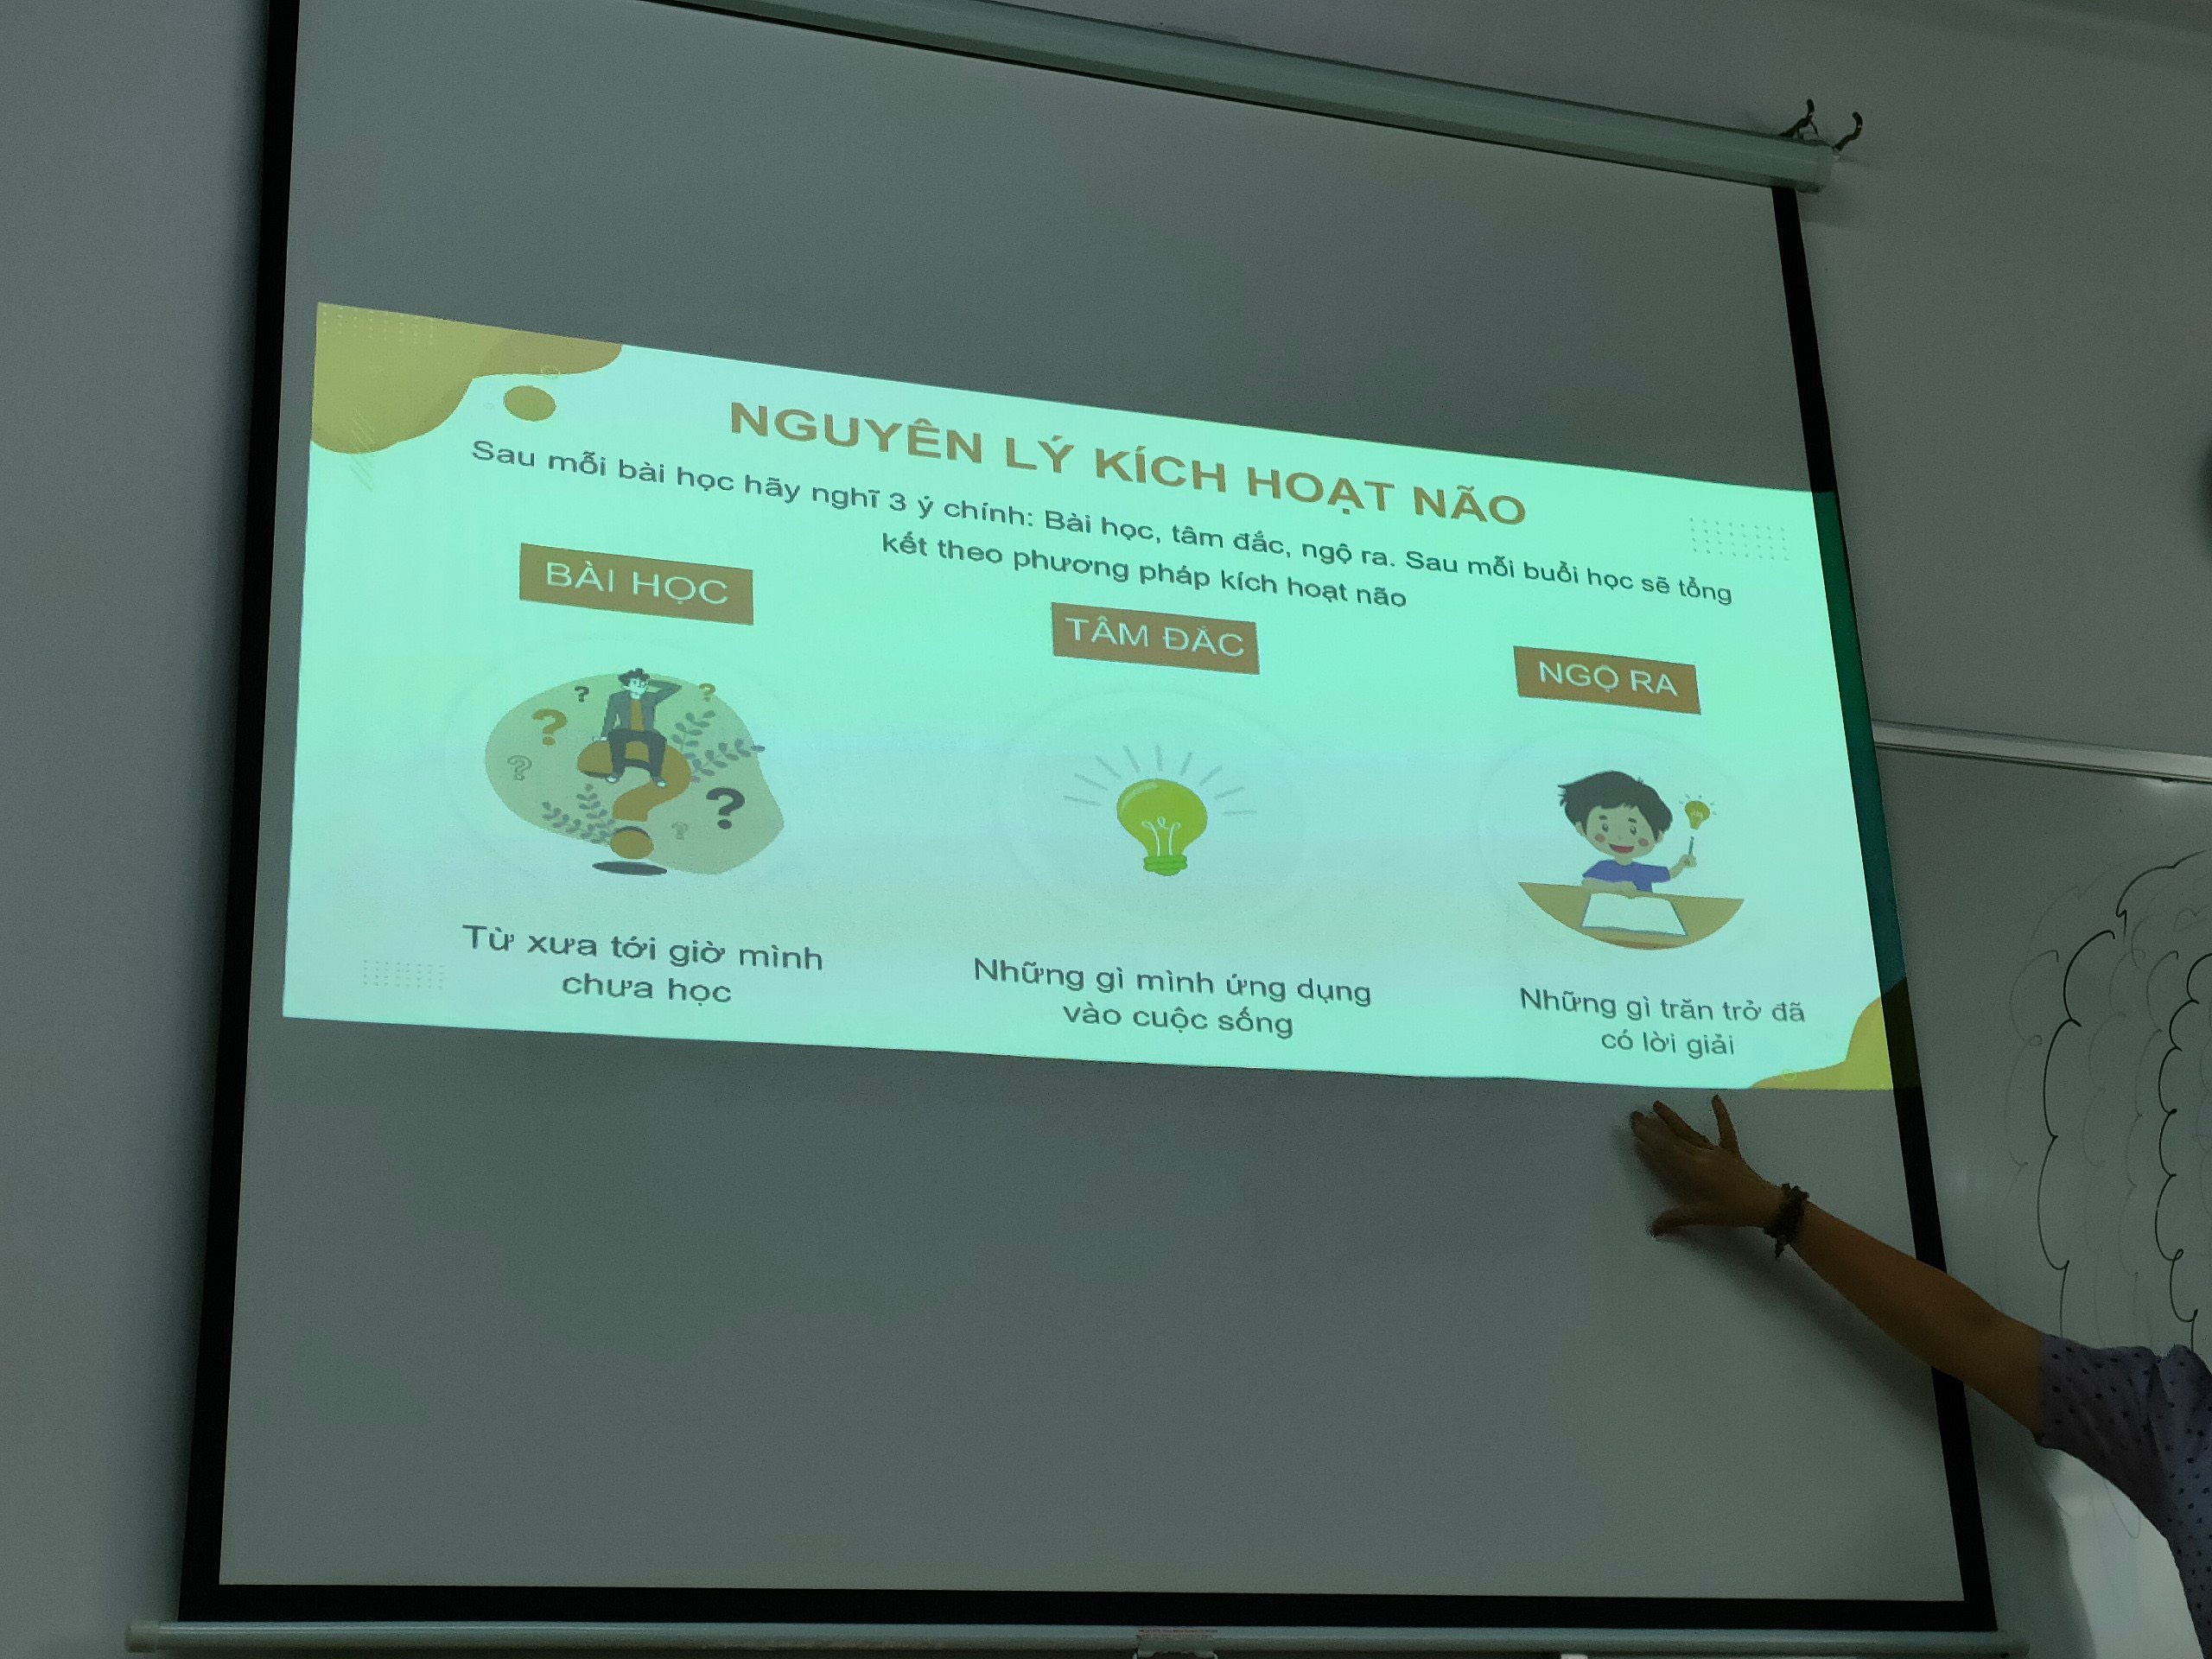 NGUYÊN LÝ KÍCH HOẠT NÃO
Sau mỗi bài học hãy nghĩ 3 ý chính: Bài học, tâm đắc, ngộ ra. Sau mỗi buổi học sẽ tổng
kết theo phương pháp kích hoạt não
BÀI HỌC
TÂM ĐẮC
NGỘ RA
Từ xưa tới giờ mình
chưa học
Những gì mình ứng dụng
vào cuộc sống
Những gì trăn trở đã
có lời giải